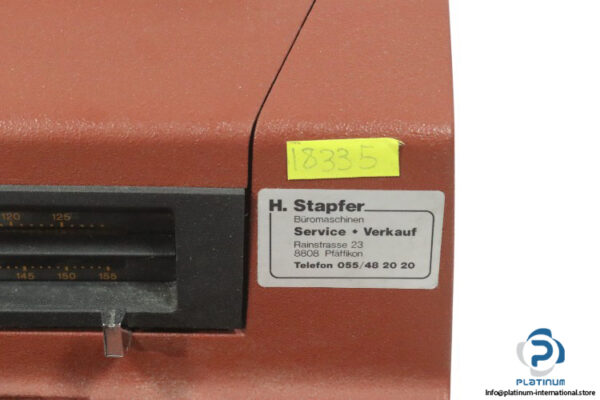 18335
H. Stapfer
Büromaschinen
Service • Verkauf
Rainstrasse 23
8808 Pfäffikon
Telefon 055/48 20 20
120 125
145 150 155
PLATINUM
Info@platinum-international.store